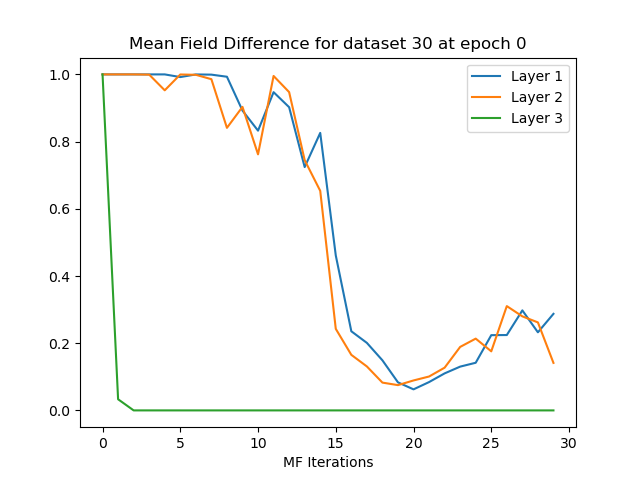 Mean Field Difference for dataset 30 at epoch 0
1.0
0.8
0.6
0.4
0.2
0.0
Layer 1
Layer 2
Layer 3
0 5 10 15 20 25 30
MF Iterations